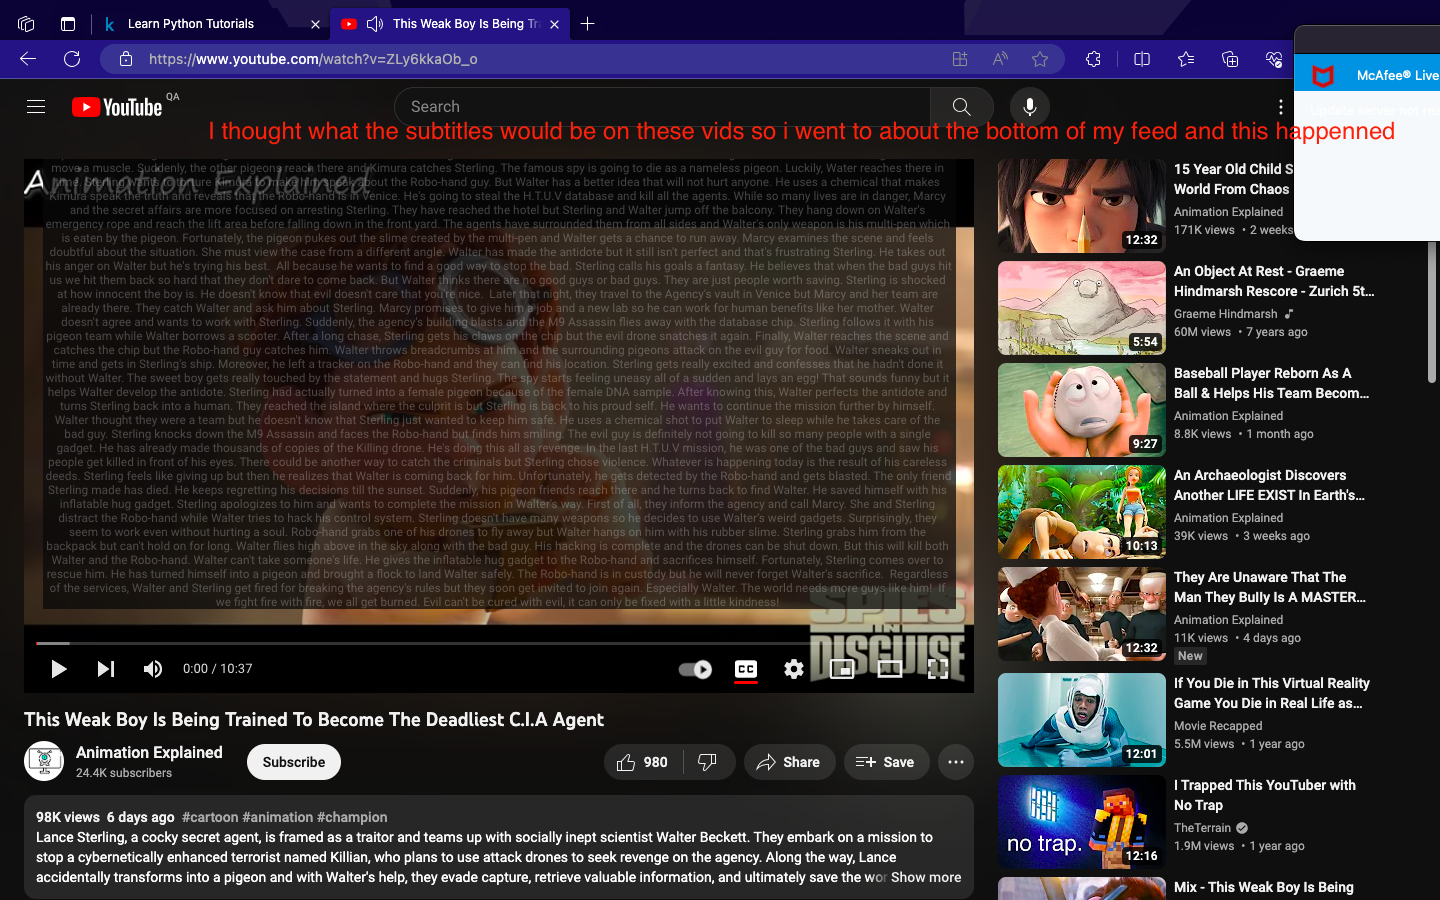 Learn Python Tutorials
This Weak Boy Is Being Tr
https://www.youtube.com/watch?v=ZLy6kkaOb_o
McAfee® Live
YouTube QA
Search
I thought what the subtitles would be on these vids so i went to about the bottom of my feed and this happenned
Animation Explained
move a muscle. Suddenly, the other pigeons reach there and Kimura catches Sterling. The famous spy is going to die as a nameless pigeon. Luckily, Water reaches there in
Kimura speak the truth and reveals that the Robo-hand is in Venice. He's going to steal the H.T.U.V database and kill all the agents. While so many lives are in danger, Marcy
and the secret affairs are more focused on arresting Sterling. They have reached the hotel but Sterling and Walter jump off the balcony. They hang down on Walter's
emergency rope and reach the lift area before falling down in the front yard. The agents have surrounded them from all sides and Walter's only weapon is his multi-pen which
is eaten by the pigeon. Fortunately, the pigeon pukes out the slime created by the multi-pen and Walter gets a chance to run away. Marcy examines the scene and feels
doubtful about the situation. She must view the case from a different angle. Walter has made the antidote but it still isn't perfect and that's frustrating Sterling. He takes out
his anger on Walter but he's trying his best. All because he wants to find a good way to stop the bad. Sterling calls his goals a fantasy. He believes that when the bad guys hit
us we hit them back so hard that they don't dare to come back. But Walter thinks there are no good guys or bad guys. They are just people worth saving. Sterling is shocked
at how innocent the boy is. He doesn't know that evil doesn't care that you're nice. Later that night, they travel to the Agency's vault in Venice but Marcy and her team are
already there. They catch Walter and ask him about Sterling. Marcy promises to give him a job and a new lab so he can work for human benefits like her mother. Walter
doesn't agree and wants to work with Sterling. Suddenly, the agency's building blasts and the M9 Assassin flies away with the database chip. Sterling follows it with his
pigeon team while Walter borrows a scooter. After a long chase, Sterling gets his claws on the chip but the evil drone snatches it again. Finally, Walter reaches the scene and
catches the chip but the Robo-hand guy catches him. Walter throws breadcrumbs at him and the surrounding pigeons attack on the evil guy for food. Walter sneaks out in
time and gets in Sterling's ship. Moreover, he left a tracker on the Robo-hand and they can find his location. Sterling gets really excited and confesses that he hadn't done it
without Walter. The sweet boy gets really touched by the statement and hugs Sterling. The spy starts feeling uneasy all of a sudden and lays an egg! That sounds funny but it
helps Walter develop the antidote. Sterling had actually turned into a female pigeon because of the female DNA sample. After knowing this, Walter perfects the antidote and
turns Sterling back into a human. They reached the island where the culprit is but Sterling is back to his proud self. He wants to continue the mission further by himself.
Walter thought they were a team but he doesn't know that Sterling just wanted to keep him safe. He uses a chemical shot to put Walter to sleep while he takes care of the
bad guy. Sterling knocks down the M9 Assassin and faces the Robo-hand but finds him smiling. The evil guy is definitely not going to kill so many people with a single
gadget. He has already made thousands of copies of the Killing drone. He's doing this all as revenge. In the last H.T.U.V mission, he was one of the bad guys and saw his
people get killed in front of his eyes. There could be another way to catch the criminals but Sterling chose violence. Whatever is happening today is the result of his careless
deeds. Sterling feels like giving up but then he realizes that Walter is coming back for him. Unfortunately, he gets detected by the Robo-hand and gets blasted. The only friend
Sterling made has died. He keeps regretting his decisions till the sunset. Suddenly, his pigeon friends reach there and he turns back to find Walter. He saved himself with his
inflatable hug gadget. Sterling apologizes to him and wants to complete the mission in Walter's way. First of all, they inform the agency and call Marcy. She and Sterling
distract the Robo-hand while Walter tries to hack his control system. Sterling doesn't have many weapons so he decides to use Walter's weird gadgets. Surprisingly, they
seem to work even without hurting a soul. Robo-hand grabs one of his drones to fly away but Walter hangs on him with his rubber slime. Sterling grabs him from the
backpack but can't hold on for long. Walter flies high above in the sky along with the bad guy. His hacking is complete and the drones can be shut down. But this will kill both
Walter and the Robo-hand. Walter can't take someone's life. He gives the inflatable hug gadget to the Robo-hand and sacrifices himself. Fortunately, Sterling comes over to
rescue him. He has turned himself into a pigeon and brought a flock to land Walter safely. The Robo-hand is in custody but he will never forget Walter's sacrifice. Regardless
of the services, Walter and Sterling get fired for breaking the agency's rules but they soon get invited to join again. Especially Walter. The world needs more guys like him! If
we fight fire with fire, we all get burned. Evil can't be cured with evil, it can only be fixed with a little kindness!
SPIES
IN
DISGUISE
0:00 / 10:37
CC
This Weak Boy Is Being Trained To Become The Deadliest C.I.A Agent
Animation Explained
24.4K subscribers
Subscribe
980
Share
Save
98K views 6 days ago #cartoon #animation #champion
Lance Sterling, a cocky secret agent, is framed as a traitor and teams up with socially inept scientist Walter Beckett. They embark on a mission to
stop a cybernetically enhanced terrorist named Killian, who plans to use attack drones to seek revenge on the agency. Along the way, Lance
accidentally transforms into a pigeon and with Walter's help, they evade capture, retrieve valuable information, and ultimately save the wor Show more
15 Year Old Child S
World From Chaos
Animation Explained
171K views • 2 weeks
12:32
An Object At Rest - Graeme
Hindmarsh Rescore - Zurich 5t...
Graeme Hindmarsh
60M views • 7 years ago
5:54
Baseball Player Reborn As A
Ball & Helps His Team Becom...
Animation Explained
8.8K views • 1 month ago
9:27
An Archaeologist Discovers
Another LIFE EXIST In Earth's...
Animation Explained
39K views • 3 weeks ago
10:13
They Are Unaware That The
Man They Bully Is A MASTER...
Animation Explained
11K views • 4 days ago
New
12:32
If You Die in This Virtual Reality
Game You Die in Real Life as...
Movie Recapped
5.5M views • 1 year ago
12:01
I Trapped This YouTuber with
No Trap
TheTerrain
1.9M views • 1 year ago
no trap.
12:16
Mix - This Weak Boy Is Being